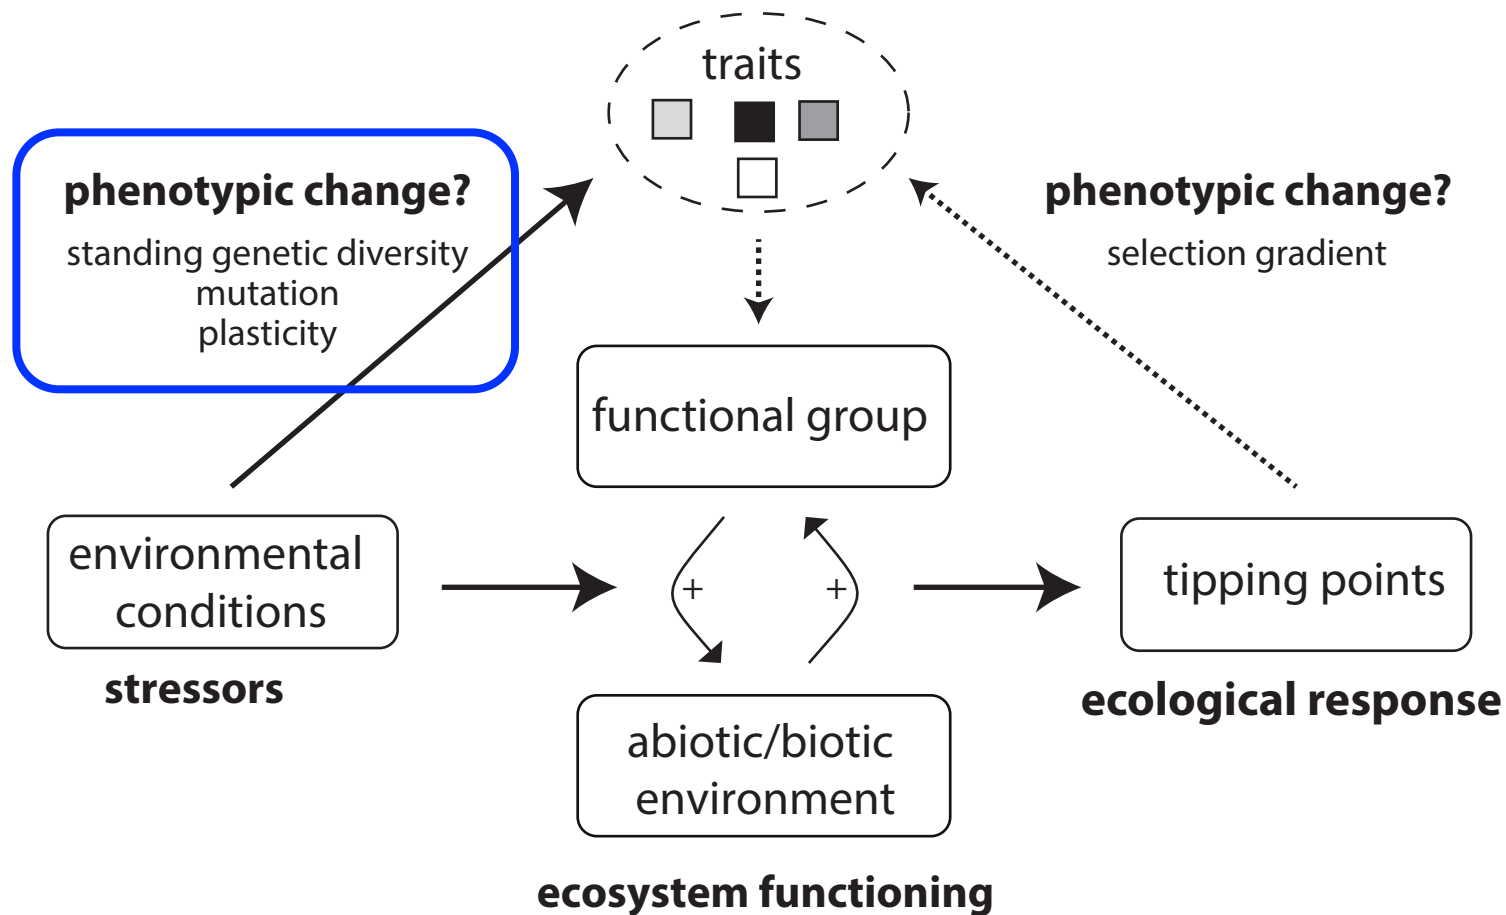 traits
phenotypic change?
standing genetic diversity
mutation
plasticity
phenotypic change?
selection gradient
functional group
environmental
conditions
stressors
+
+
tipping points
ecological response
abiotic/biotic
environment
ecosystem functioning